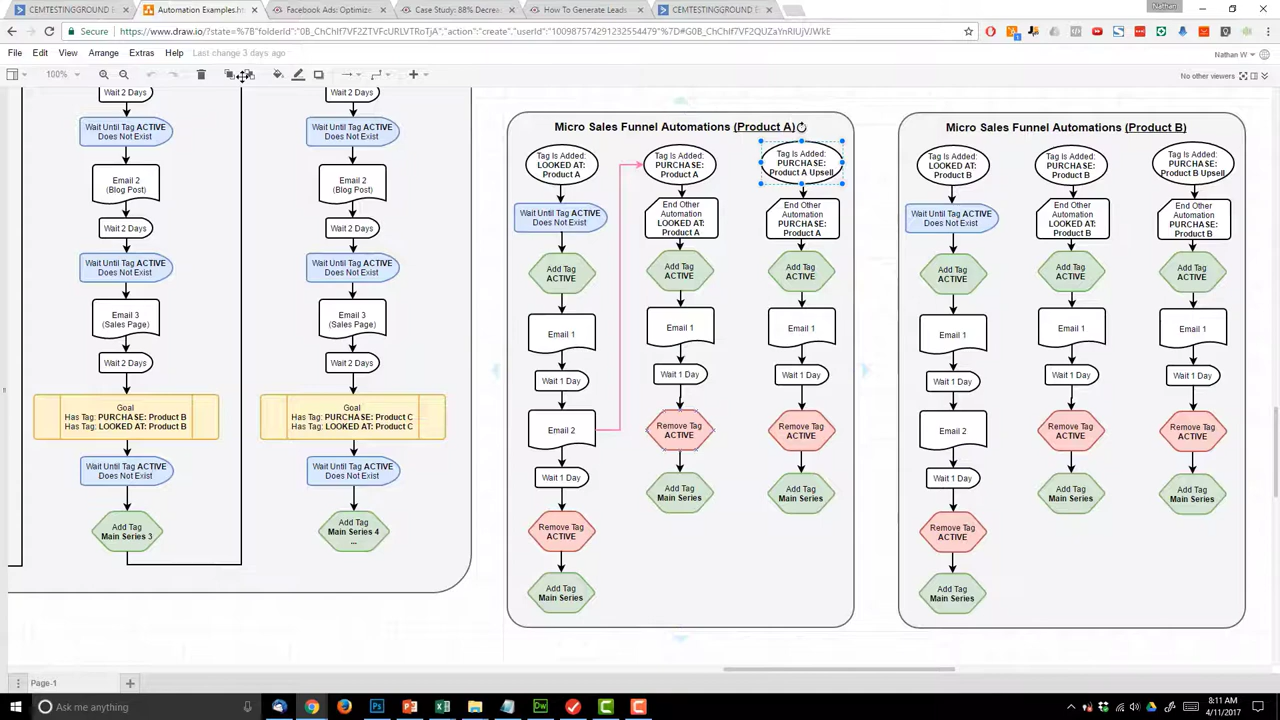 Nathan
CEMTESTINGGROUND
Automation Examples.ht
Facebook Ads: Optimize
Case Study: 88% Decrea
How To Generate Leads
CEMTESTINGGROUND
Secure
File Edit View Arrange Extras Help Last change 3 days ago
Nathan W
100%
No other viewers
Wait 2 Days
Wait Until Tag ACTIVE
Does Not Exist
Email 2
(Blog Post)
Wait 2 Days
Wait Until Tag ACTIVE
Does Not Exist
Email 3
(Sales Page)
Wait 2 Days
Goal
Has Tag: PURCHASE: Product B
Has Tag: LOOKED AT: Product B
Wait Until Tag ACTIVE
Does Not Exist
Add Tag
Main Series 3
Wait 2 Days
Wait Until Tag ACTIVE
Does Not Exist
Email 2
(Blog Post)
Wait 2 Days
Wait Until Tag ACTIVE
Does Not Exist
Email 3
(Sales Page)
Wait 2 Days
Goal
Has Tag: PURCHASE: Product C
Has Tag: LOOKED AT: Product C
Wait Until Tag ACTIVE
Does Not Exist
Add Tag
Main Series 4
...
Micro Sales Funnel Automations (Product A)
Tag Is Added:
LOOKED AT:
Product A
Wait Until Tag ACTIVE
Does Not Exist
Add Tag
ACTIVE
Email 1
Wait 1 Day
Email 2
Wait 1 Day
Remove Tag
ACTIVE
Add Tag
Main Series
Tag Is Added:
PURCHASE:
Product A
End Other
Automation
LOOKED AT:
Product A
Add Tag
ACTIVE
Email 1
Wait 1 Day
Remove Tag
ACTIVE
Add Tag
Main Series
Tag Is Added:
PURCHASE:
Product A Upsell
End Other
Automation
PURCHASE:
Product A
Add Tag
ACTIVE
Email 1
Wait 1 Day
Remove Tag
ACTIVE
Add Tag
Main Series
Micro Sales Funnel Automations (Product B)
Tag Is Added:
LOOKED AT:
Product B
Wait Until Tag ACTIVE
Does Not Exist
Add Tag
ACTIVE
Email 1
Wait 1 Day
Email 2
Wait 1 Day
Remove Tag
ACTIVE
Add Tag
Main Series
Tag Is Added:
PURCHASE:
Product B
End Other
Automation
LOOKED AT:
Product B
Add Tag
ACTIVE
Email 1
Wait 1 Day
Remove Tag
ACTIVE
Add Tag
Main Series
Tag Is Added:
PURCHASE:
Product B Upsell
End Other
Automation
PURCHASE:
Product B
Add Tag
ACTIVE
Email 1
Wait 1 Day
Remove Tag
ACTIVE
Add Tag
Main Series
Page-1
Ask me anything
8:11 AM
4/11/2017